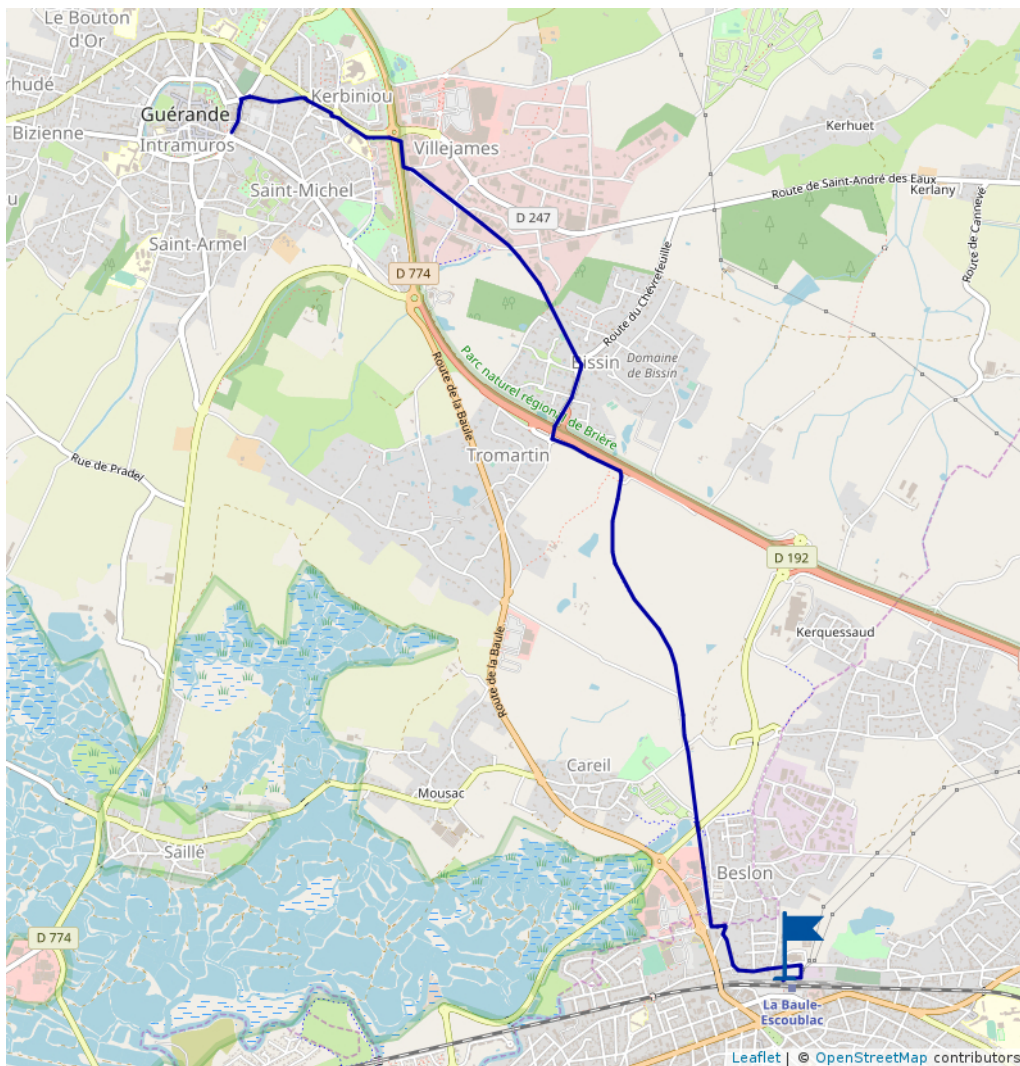 Le Bouton
d'Or
rhudé
Kerbiniou
Guérande
Bizienne
Intramuros
Villejames
Kerhuet
Saint-Michel
Route de Saint-André des Eaux
Kerlany
u
D 247
Saint-Armel
Route de Canneve
D 774
Route du Chèvrefeuille
Parc naturel régional de Brière
Bissin
Domaine
de Bissin
Route de la Baule
Tromartin
Rue de Pradel
D 192
Kerquessaud
Route de la Baule
Careil
Mousac
Saillé
Beslon
D 774
La Baule-
Escoublac
Leaflet | © OpenStreetMap contributors